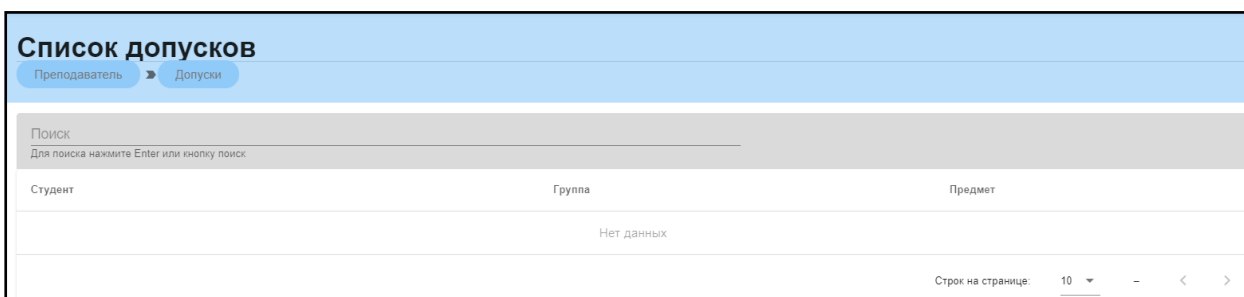 Список допусков
Преподаватель Допуски
Поиск
Для поиска нажмите Enter или кнопку поиск
Студент Группа Предмет
Нет данных
Строк на странице: 10 –